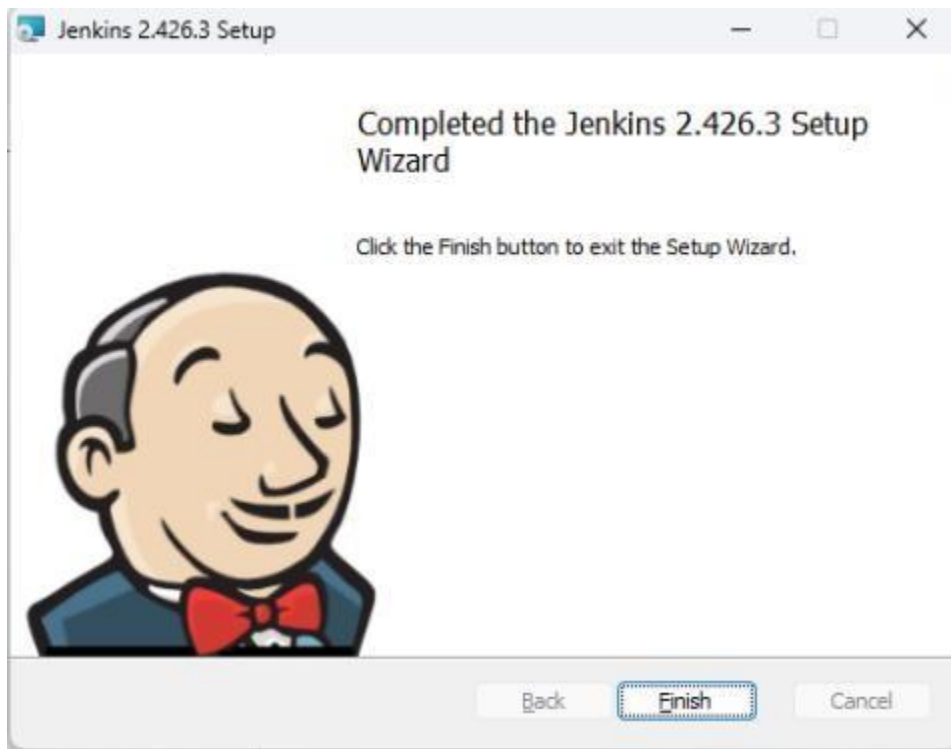 Jenkins 2.426.3 Setup
Completed the Jenkins 2.426.3 Setup
Wizard
Click the Finish button to exit the Setup Wizard.
Back Finish Cancel